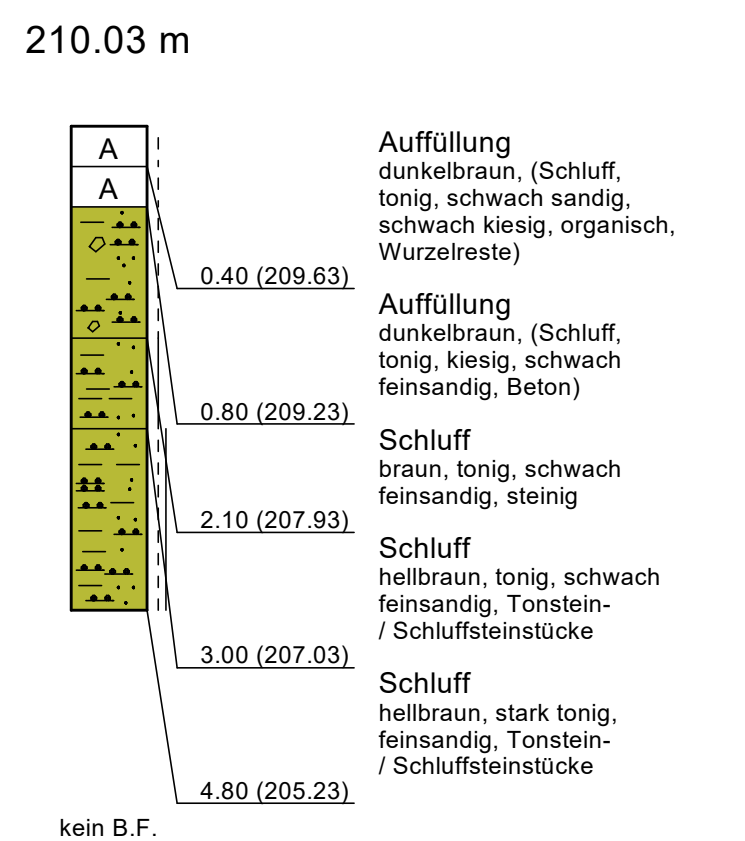 210.03 m
A
A
Auffüllung
dunkelbraun, (Schluff,
tonig, schwach sandig,
schwach kiesig, organisch,
Wurzelreste)
0.40 (209.63)
Auffüllung
dunkelbraun, (Schluff,
tonig, kiesig, schwach
feinsandig, Beton)
0.80 (209.23)
Schluff
braun, tonig, schwach
feinsandig, steinig
2.10 (207.93)
Schluff
hellbraun, tonig, schwach
feinsandig, Tonstein-
/ Schluffsteinstücke
3.00 (207.03)
Schluff
hellbraun, stark tonig,
feinsandig, Tonstein-
/ Schluffsteinstücke
4.80 (205.23)
kein B.F.